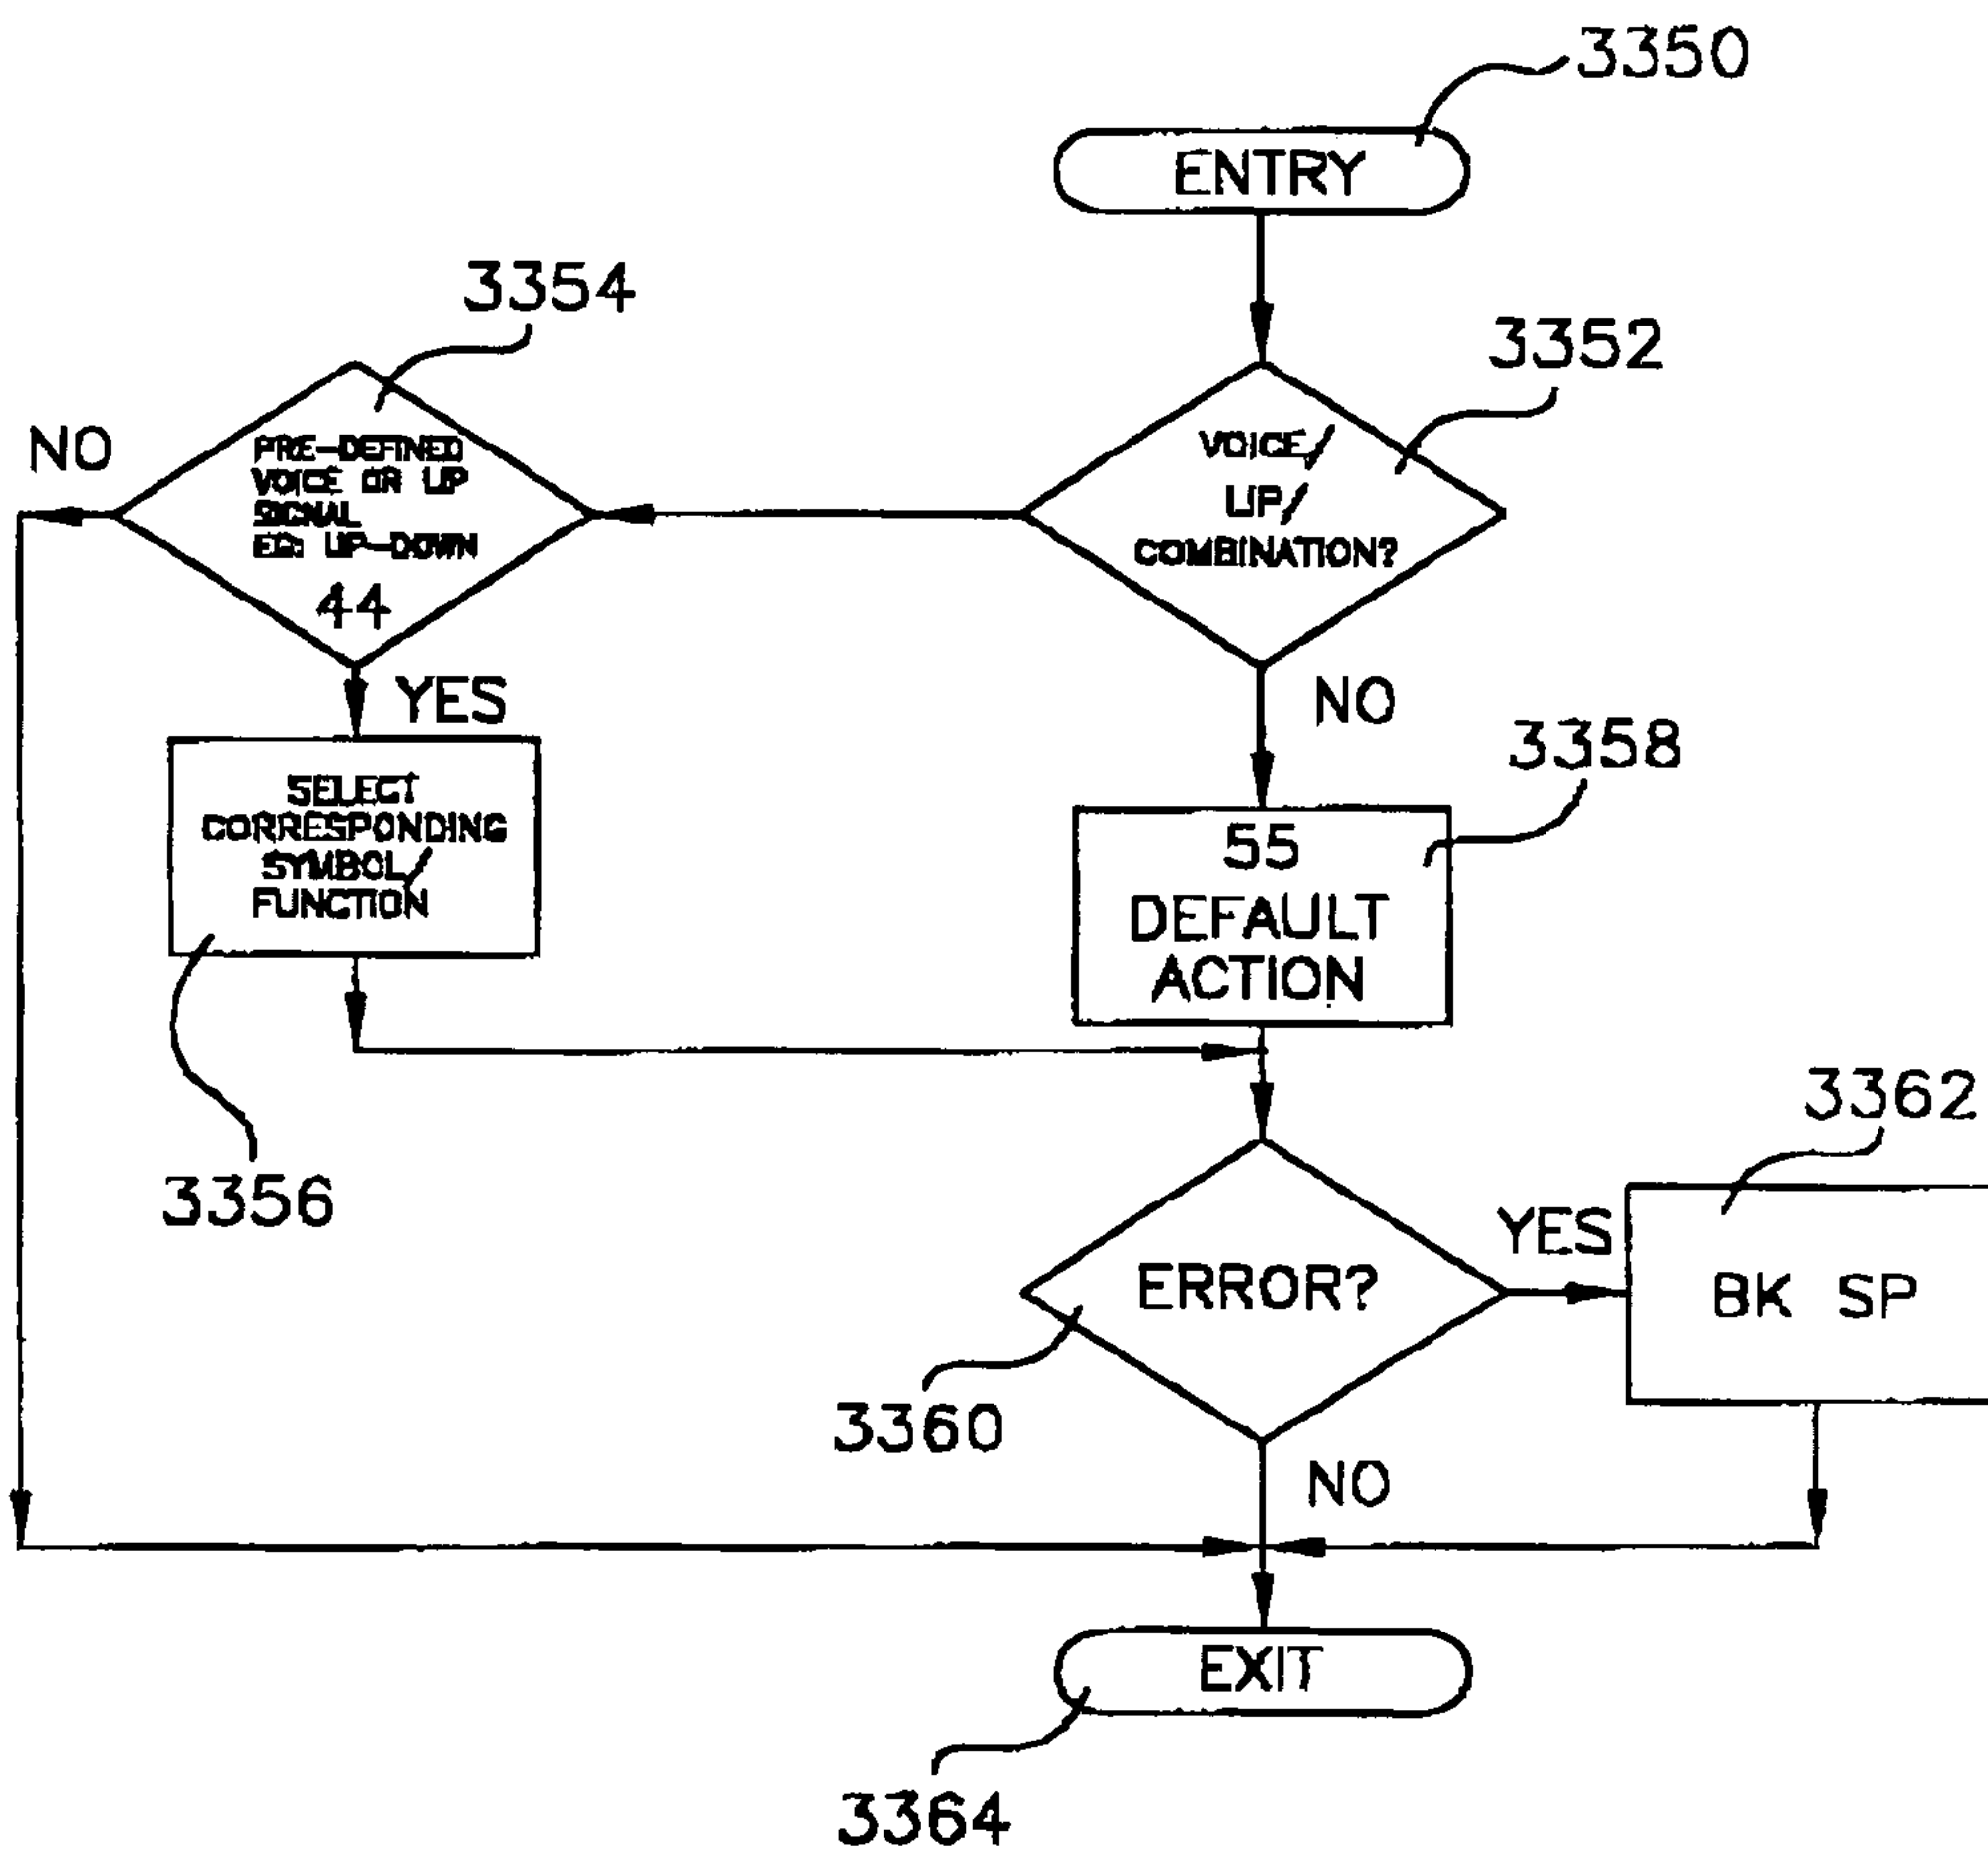 3350
ENTRY
3354
3352
NO
PRE-DEFINED
VOICE OR LIP
SIGNAL
EG: LIP-DOWN
44
VOICE/
LIP/
COMBINATION?
YES
NO
3358
SELECT
CORRESPONDING
SYMBOL/
FUNCTION
55
DEFAULT
ACTION
3362
3356
YES
ERROR?
BK SP
3360
NO
EXIT
3364